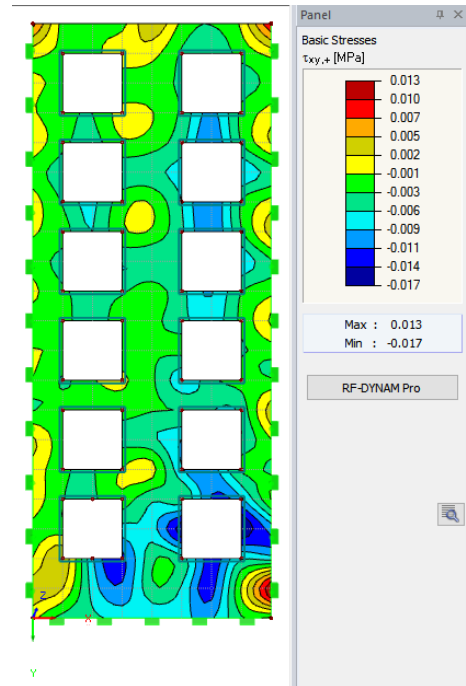 Panel
Basic Stresses
τxy,+ [MPa]
0.013
0.010
0.007
0.005
0.002
-0.001
-0.003
-0.006
-0.009
-0.011
-0.014
-0.017
Max : 0.013
Min : -0.017
RF-DYNAM Pro
Z
X
Y